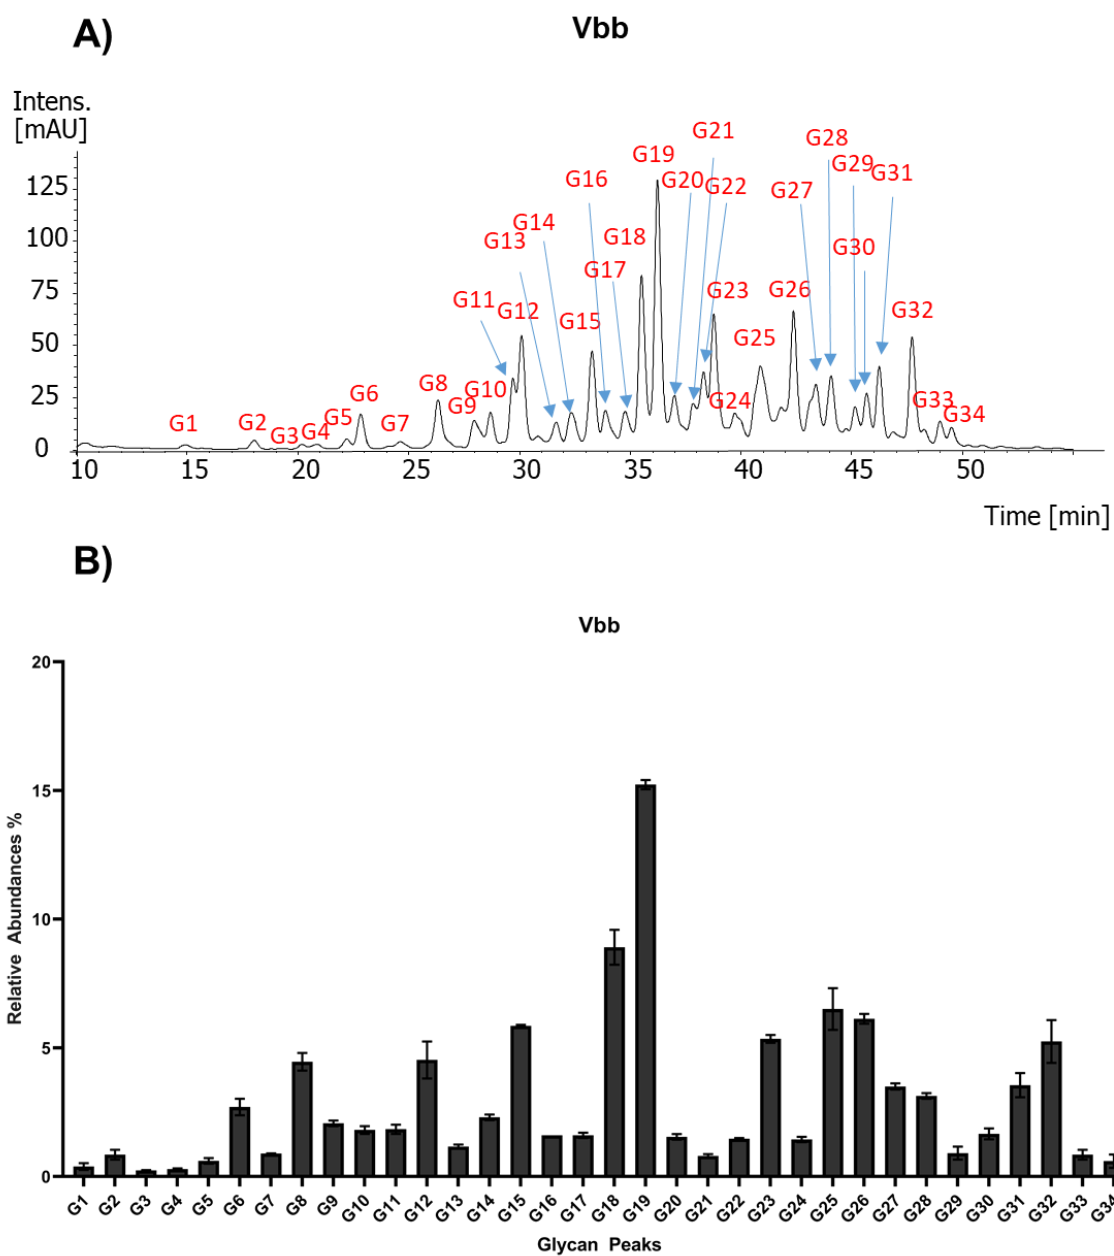 A)
Vbb
Intens.
[mAU]
125
100
75
50
25
0
G1
G2
G3
G4
G5
G6
G7
G8
G9
G10
G11
G12
G13
G14
G15
G16
G17
G18
G19
G20
G21
G22
G23
G24
G25
G26
G27
G28
G29
G30
G31
G32
G33
G34
10 15 20 25 30 35 40 45 50
Time [min]
B)
Vbb
Relative Abundances %
20
15
10
5
0
G1 G2 G3 G4 G5 G6 G7 G8 G9 G10 G11 G12 G13 G14 G15 G16 G17 G18 G19 G20 G21 G22 G23 G24 G25 G26 G27 G28 G29 G30 G31 G32 G33 G34
Glycan Peaks